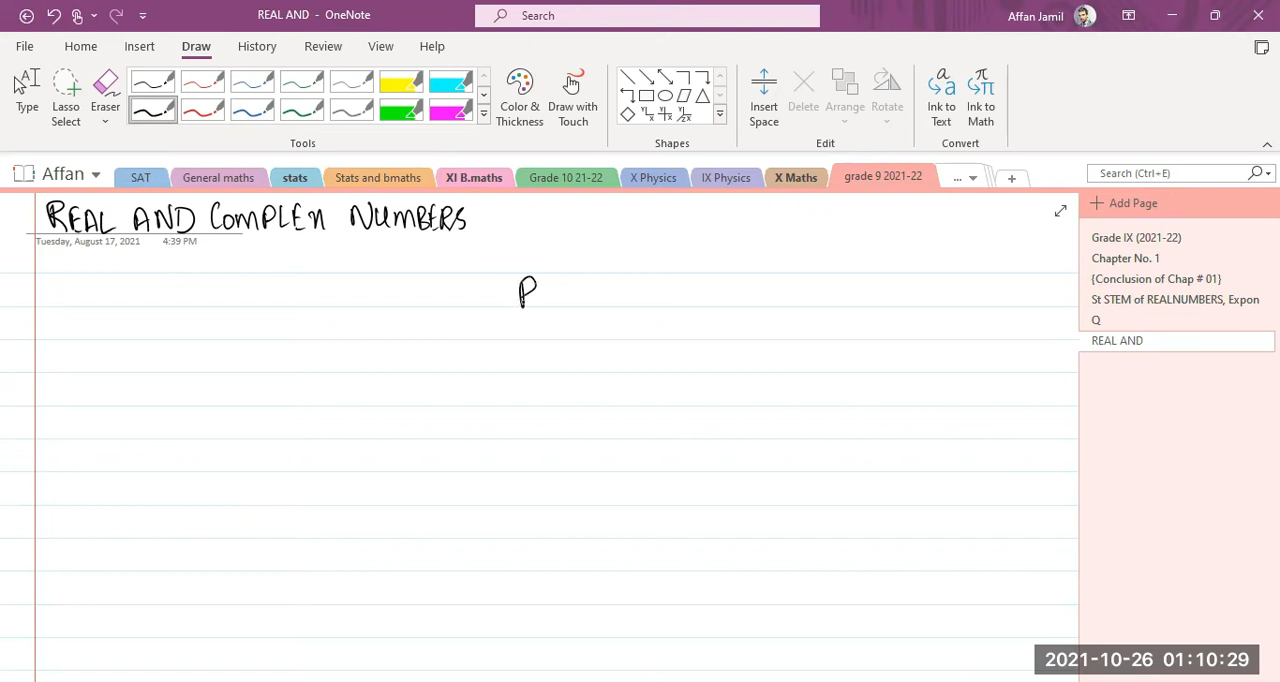 REAL AND - OneNote
Search
Affan Jamil
File Home Insert Draw History Review View Help
Type
Lasso Select
Eraser
Color & Thickness
Draw with Touch
Insert Space
Delete
Arrange
Rotate
Ink to Text
Ink to Math
Tools
Shapes
Edit
Convert
Affan
SAT
General maths
stats
Stats and bmaths
XI B.maths
Grade 10 21-22
X Physics
IX Physics
X Maths
grade 9 2021-22
...
Search (Ctrl+E)
REAL AND COMPLEX NUMBERS
Tuesday, August 17, 2021 4:39 PM
P
Add Page
Grade IX (2021-22)
Chapter No. 1
{Conclusion of Chap # 01}
St STEM of REALNUMBERS, Expon
Q
REAL AND
2021-10-26 01:10:29